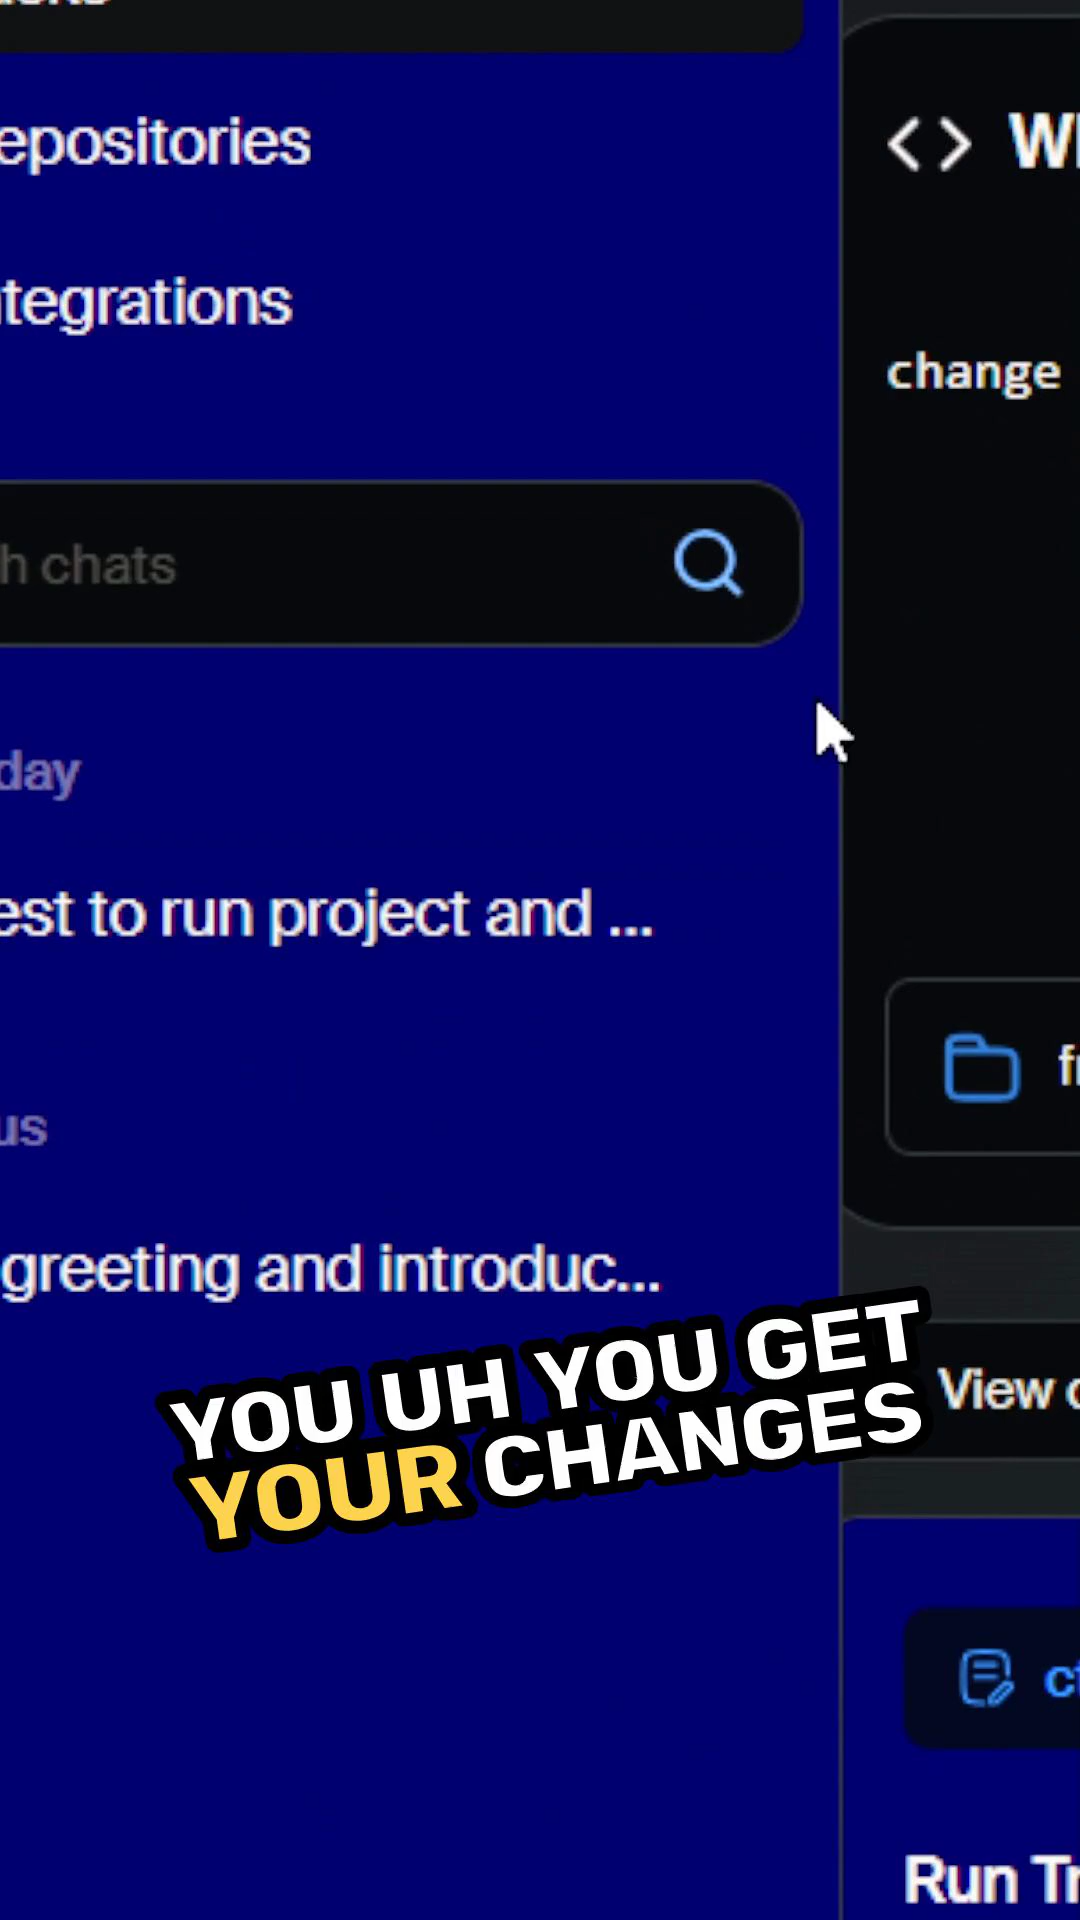 epositories
ntegrations
h chats
day
est to run project and ...
us
greeting and introduc...
change
View
YOU UH YOU GET
YOUR CHANGES
Run